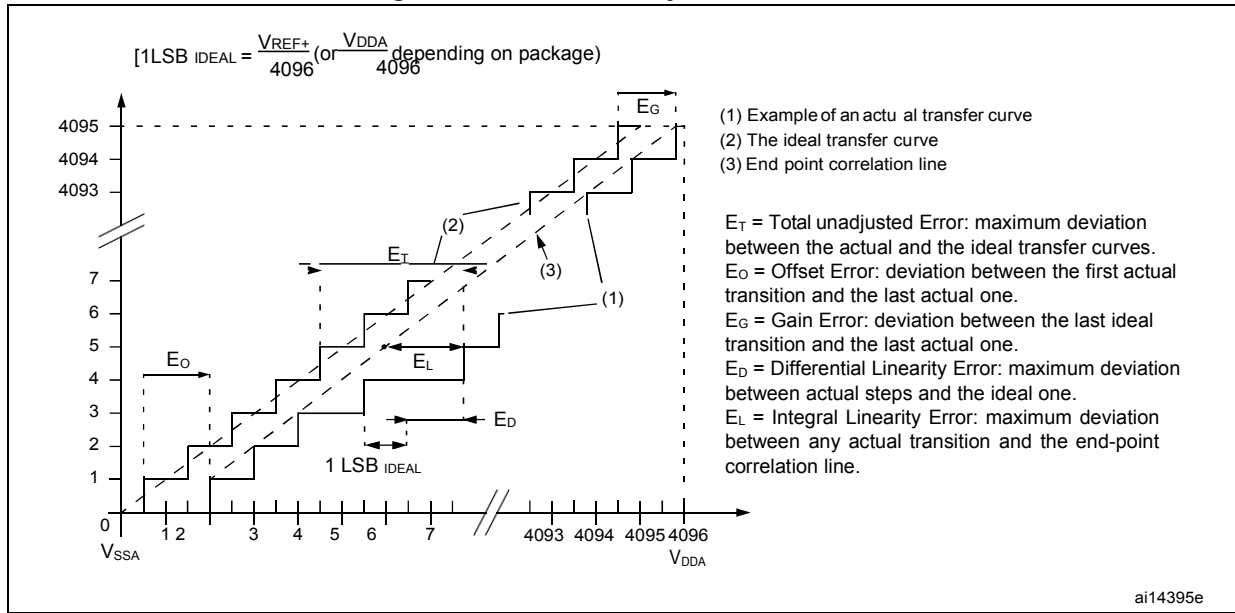 [1LSB IDEAL = VREF+ / 4096 (or VDDA / 4096 depending on package)
EG
4095
4094
4093
7
6
5
4
3
2
1
0
VSSA
(1) Example of an actu al transfer curve
(2) The ideal transfer curve
(3) End point correlation line
ET = Total unadjusted Error: maximum deviation
between the actual and the ideal transfer curves.
EO = Offset Error: deviation between the first actual
transition and the last actual one.
EG = Gain Error: deviation between the last ideal
transition and the last actual one.
ED = Differential Linearity Error: maximum deviation
between actual steps and the ideal one.
EL = Integral Linearity Error: maximum deviation
between any actual transition and the end-point
correlation line.
(2)
ET
(3)
(1)
EO
EL
ED
1 LSB IDEAL
1 2 3 4 5 6 7 4093 4094 4095 4096
VDDA
ai14395e